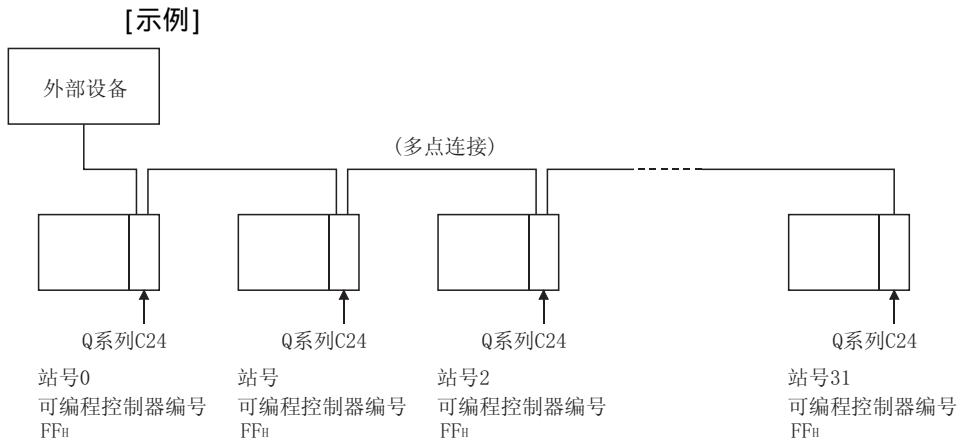 [示例]
外部设备
(多点连接)
Q系列C24
Q系列C24
Q系列C24
Q系列C24
站号0
可编程控制器编号
FFH
站号
可编程控制器编号
FFH
站号2
可编程控制器编号
FFH
站号31
可编程控制器编号
FFH